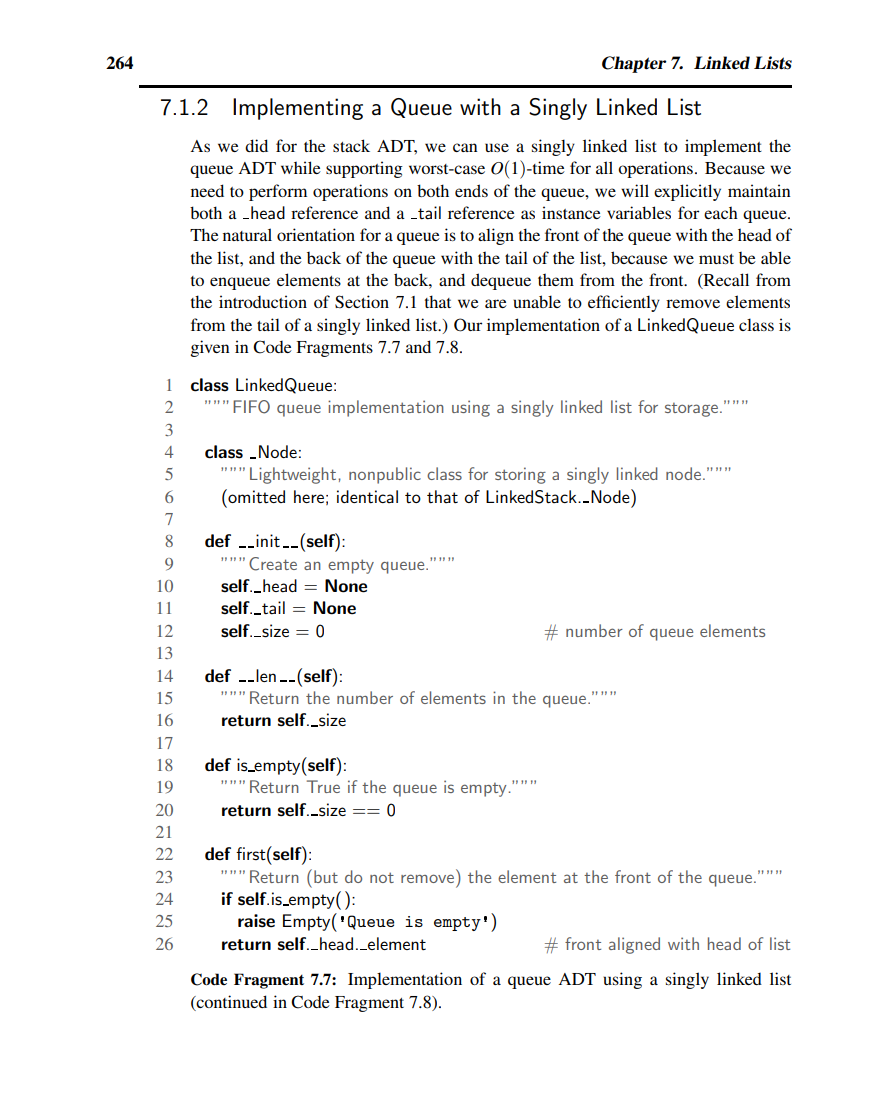 264 Chapter 7. Linked Lists
7.1.2 Implementing a Queue with a Singly Linked List
As we did for the stack ADT, we can use a singly linked list to implement the
queue ADT while supporting worst-case O(1)-time for all operations. Because we
need to perform operations on both ends of the queue, we will explicitly maintain
both a _head reference and a _tail reference as instance variables for each queue.
The natural orientation for a queue is to align the front of the queue with the head of
the list, and the back of the queue with the tail of the list, because we must be able
to enqueue elements at the back, and dequeue them from the front. (Recall from
the introduction of Section 7.1 that we are unable to efficiently remove elements
from the tail of a singly linked list.) Our implementation of a LinkedQueue class is
given in Code Fragments 7.7 and 7.8.
1 class LinkedQueue:
2 """FIFO queue implementation using a singly linked list for storage."""
3
4 class _Node:
5 """Lightweight, nonpublic class for storing a singly linked node."""
6 (omitted here; identical to that of LinkedStack._Node)
7
8 def __init__(self):
9 """Create an empty queue."""
10 self._head = None
11 self._tail = None
12 self._size = 0 # number of queue elements
13
14 def __len__(self):
15 """Return the number of elements in the queue."""
16 return self._size
17
18 def is_empty(self):
19 """Return True if the queue is empty."""
20 return self._size == 0
21
22 def first(self):
23 """Return (but do not remove) the element at the front of the queue."""
24 if self.is_empty( ):
25 raise Empty('Queue is empty')
26 return self._head._element # front aligned with head of list
Code Fragment 7.7: Implementation of a queue ADT using a singly linked list
(continued in Code Fragment 7.8).